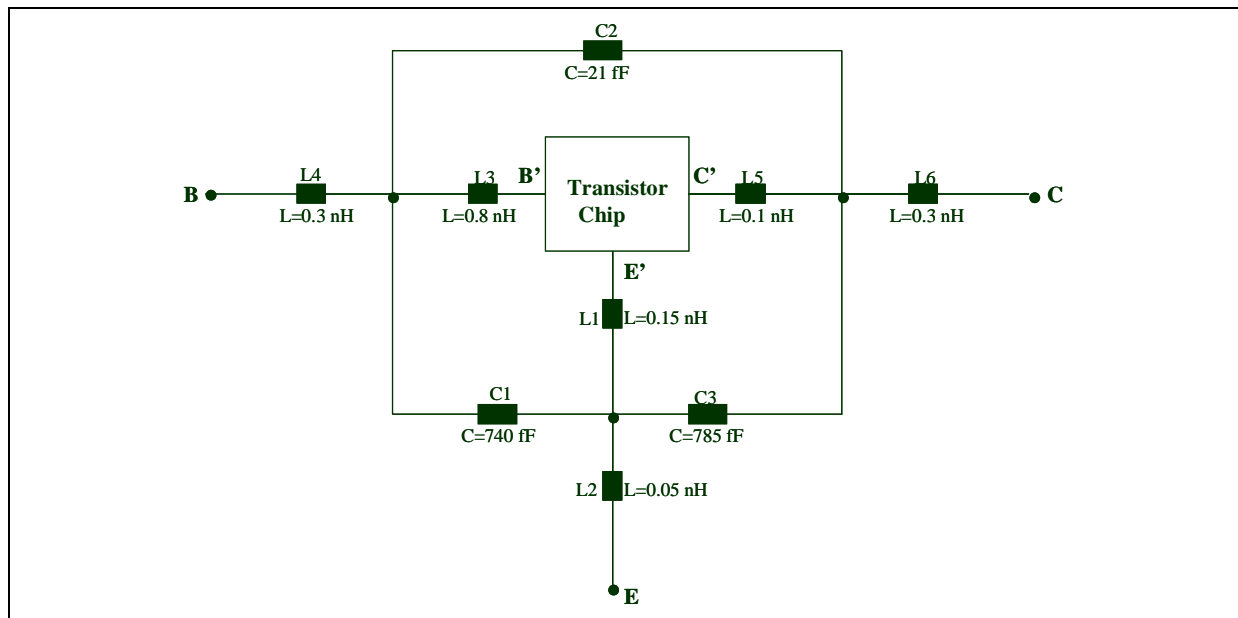 C2
C=21 fF
L4
L3
B’
C’
L5
L6
B
Transistor
Chip
C
L=0.3 nH
L=0.8 nH
L=0.1 nH
L=0.3 nH
E’
L1
L=0.15 nH
C1
C3
C=740 fF
C=785 fF
L2
L=0.05 nH
E